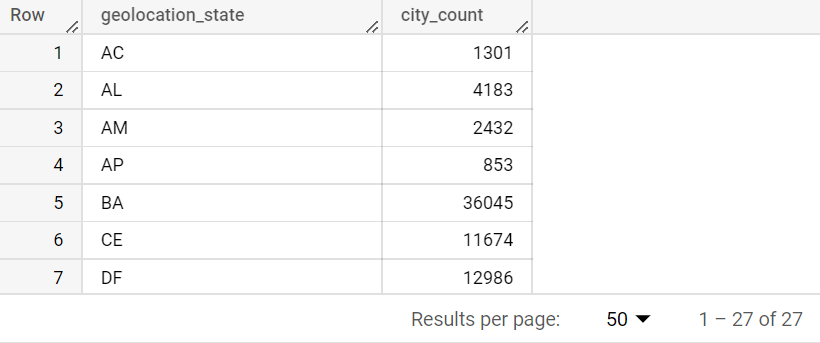 Row geolocation_state city_count
1 AC 1301
2 AL 4183
3 AM 2432
4 AP 853
5 BA 36045
6 CE 11674
7 DF 12986
Results per page: 50 1 – 27 of 27